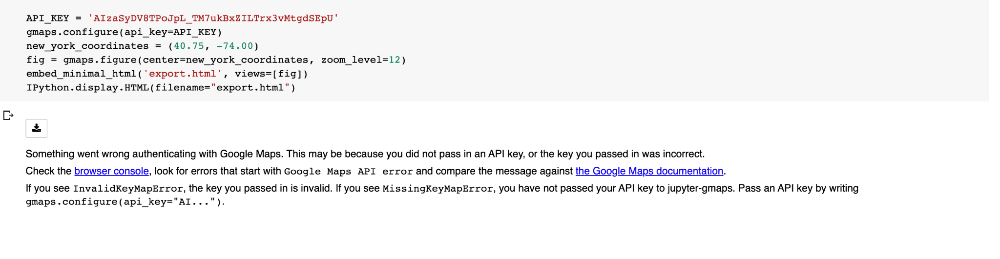 API_KEY = 'AIzaSyDV8TPoJpL_TM7ukBxZILTrx3vMtgdSEpU'
gmaps.configure(api_key=API_KEY)
new_york_coordinates = (40.75, -74.00)
fig = gmaps.figure(center=new_york_coordinates, zoom_level=12)
embed_minimal_html('export.html', views=[fig])
IPython.display.HTML(filename="export.html")
Something went wrong authenticating with Google Maps. This may be because you did not pass in an API key, or the key you passed in was incorrect.
Check the browser console, look for errors that start with Google Maps API error and compare the message against the Google Maps documentation.
If you see InvalidKeyMapError, the key you passed in is invalid. If you see MissingKeyMapError, you have not passed your API key to jupyter-gmaps. Pass an API key by writing
gmaps.configure(api_key="AI...").